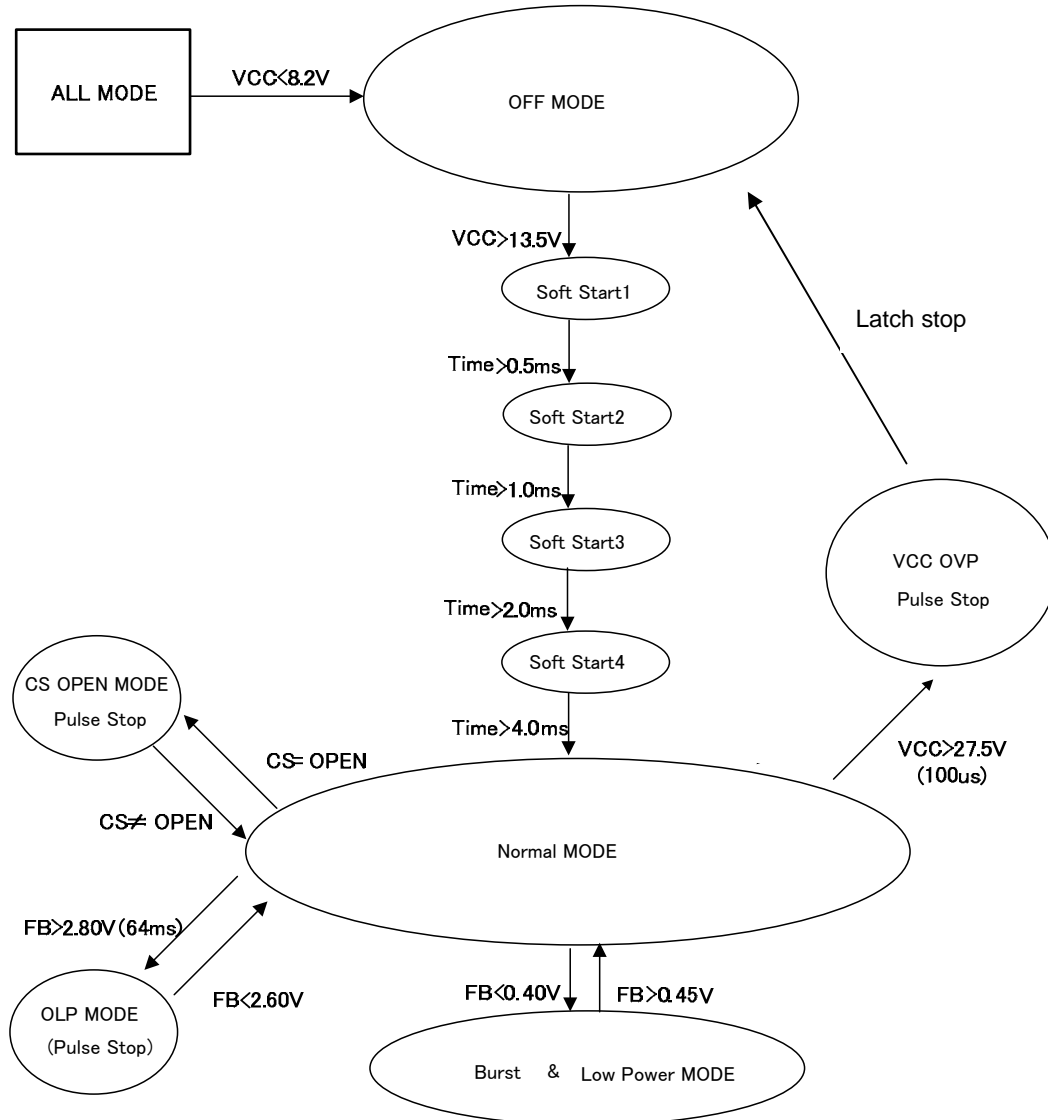 ALL MODE
VCC<8.2V
OFF MODE
VCC>13.5V
Soft Start1
Latch stop
Time>0.5ms
Soft Start2
Time>1.0ms
Soft Start3
VCC OVP
Pulse Stop
Time>2.0ms
Soft Start4
CS OPEN MODE
Pulse Stop
Time>4.0ms
VCC>27.5V
(100us)
CS= OPEN
CS≠ OPEN
Normal MODE
FB>2.80V(64ms)
FB<2.60V
FB<0.40V
FB>0.45V
OLP MODE
(Pulse Stop)
Burst & Low Power MODE